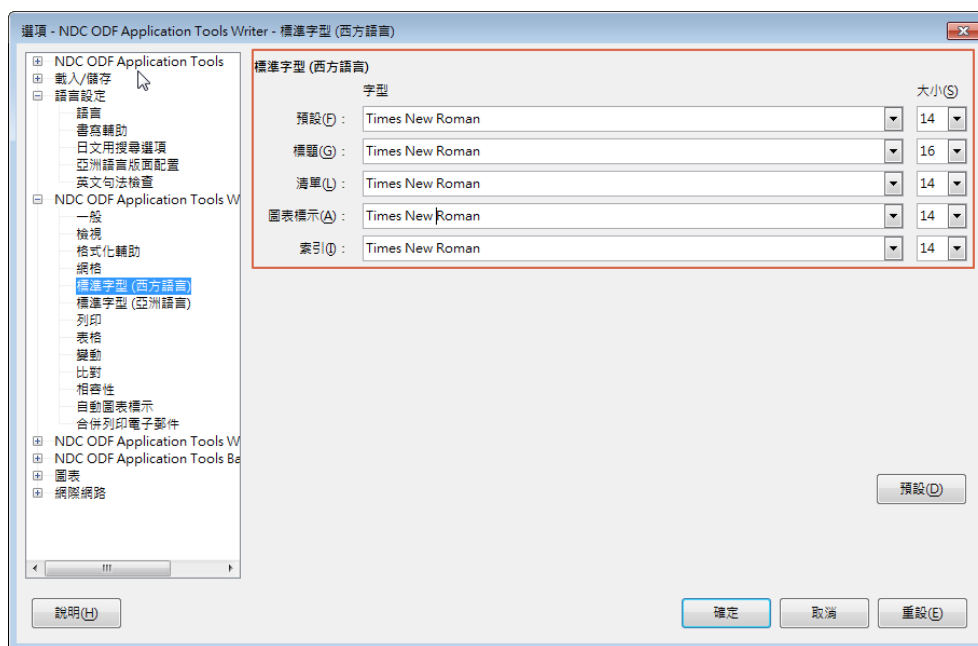 選項 - NDC ODF Application Tools Writer - 標準字型 (西方語言)
NDC ODF Application Tools
載入/儲存
語言設定
語言
書寫輔助
日文用搜尋選項
亞洲語言版面配置
英文句法檢查
NDC ODF Application Tools W
一般
檢視
格式化輔助
網格
標準字型 (西方語言)
標準字型 (亞洲語言)
列印
表格
變動
比對
相容性
自動圖表標示
合併列印電子郵件
NDC ODF Application Tools W
NDC ODF Application Tools Ba
圖表
網際網路
標準字型 (西方語言)
字型 大小(S)
預設(F)： Times New Roman 14
標題(G)： Times New Roman 16
清單(L)： Times New Roman 14
圖表標示(A)： Times New Roman 14
索引(I)： Times New Roman 14
預設(D)
說明(H) 確定 取消 重設(E)